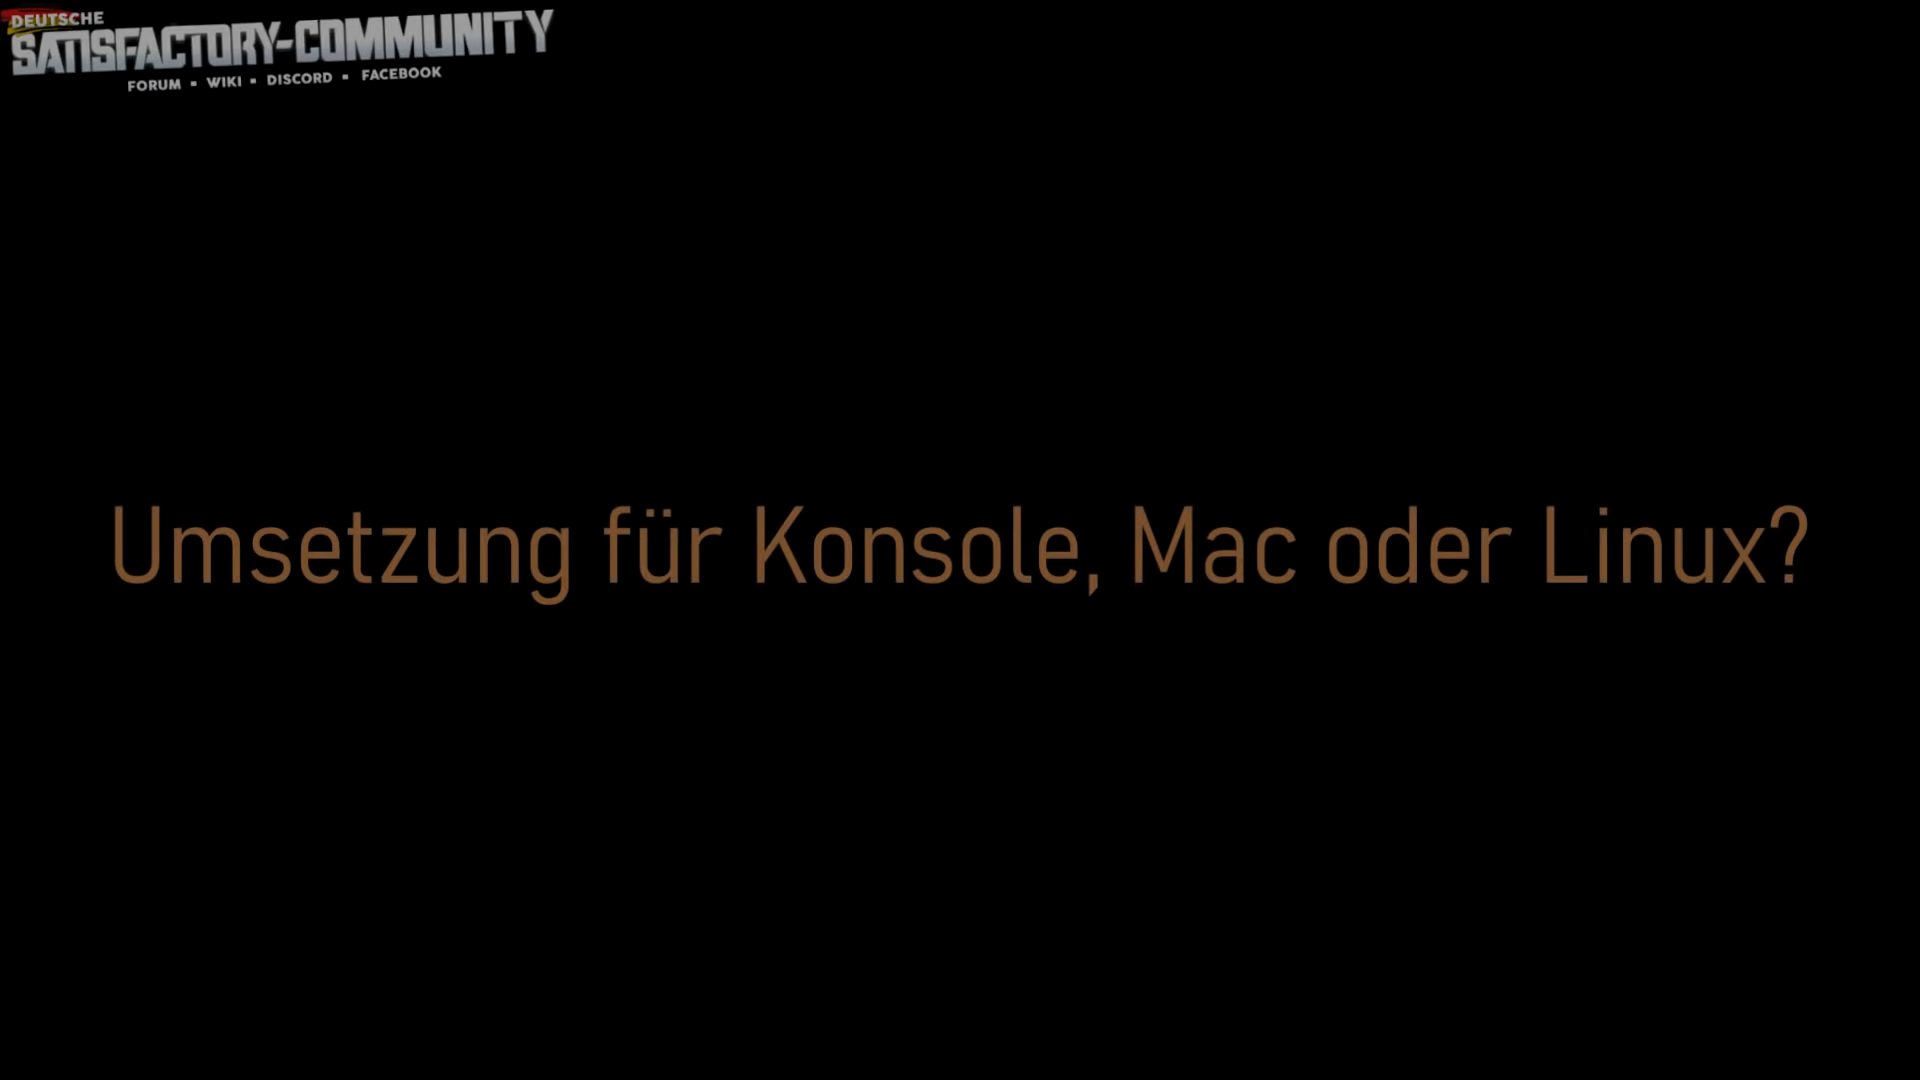 DEUTSCHE
SATISFACTORY-COMMUNITY
FORUM ▪ WIKI ▪ DISCORD ▪ FACEBOOK
Umsetzung für Konsole, Mac oder Linux?